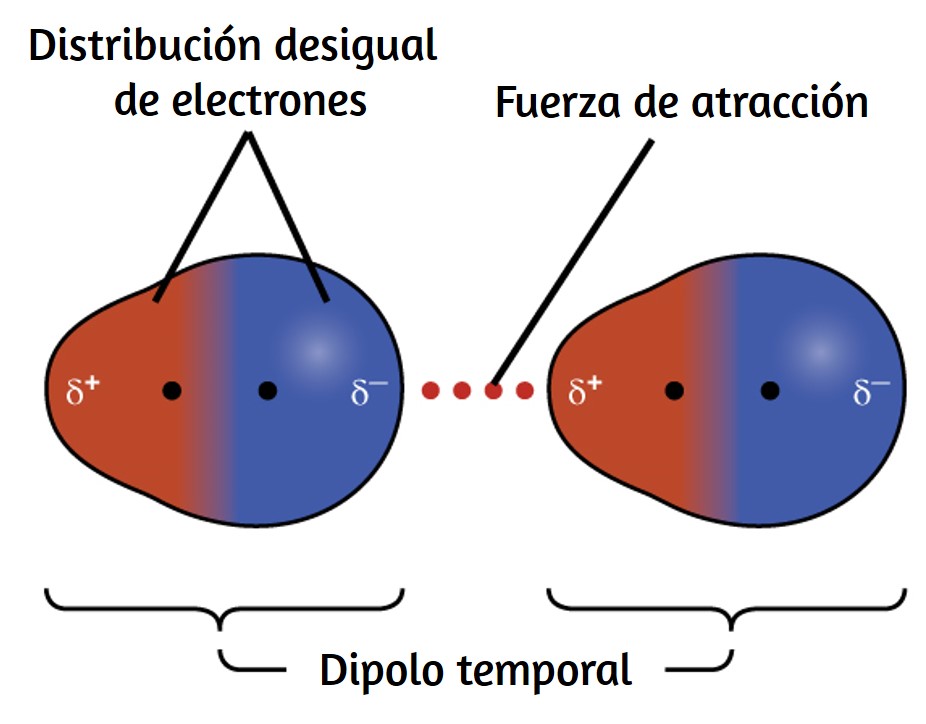 Distribución desigual
de electrones
Fuerza de atracción
δ⁺ δ⁻ δ⁺ δ⁻
Dipolo temporal